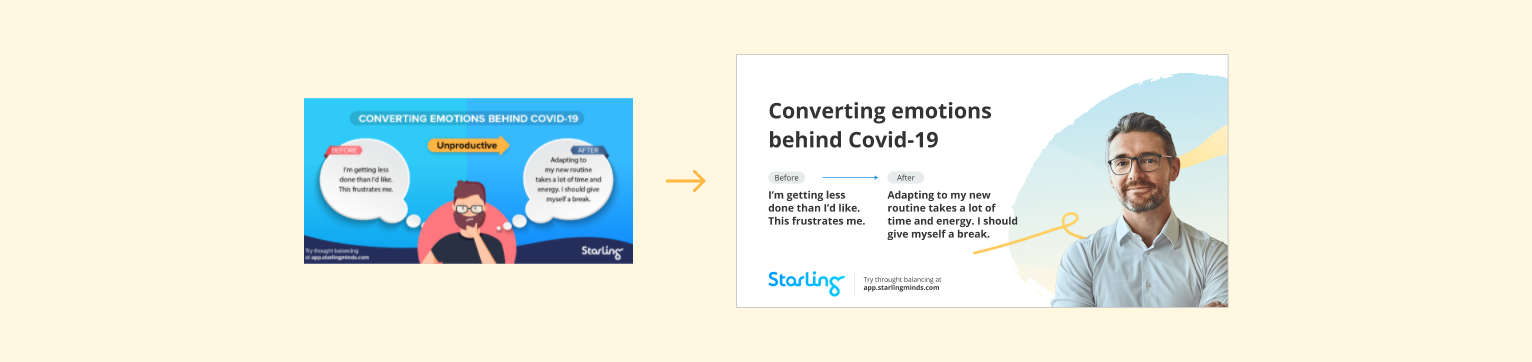 CONVERTING EMOTIONS BEHIND COVID-19
BEFORE
Unproductive
AFTER
I'm getting less
done than I'd like.
This frustrates me.
Adapting to
my new routine
takes a lot of time and
energy. I should give
myself a break.
Try thought balancing
at app.starlingminds.com
Starling
Converting emotions
behind Covid-19
Before
After
I'm getting less
done than I'd like.
This frustrates me.
Adapting to my new
routine takes a lot of
time and energy. I should
give myself a break.
Starling
Try throught balancing at
app.starlingminds.com